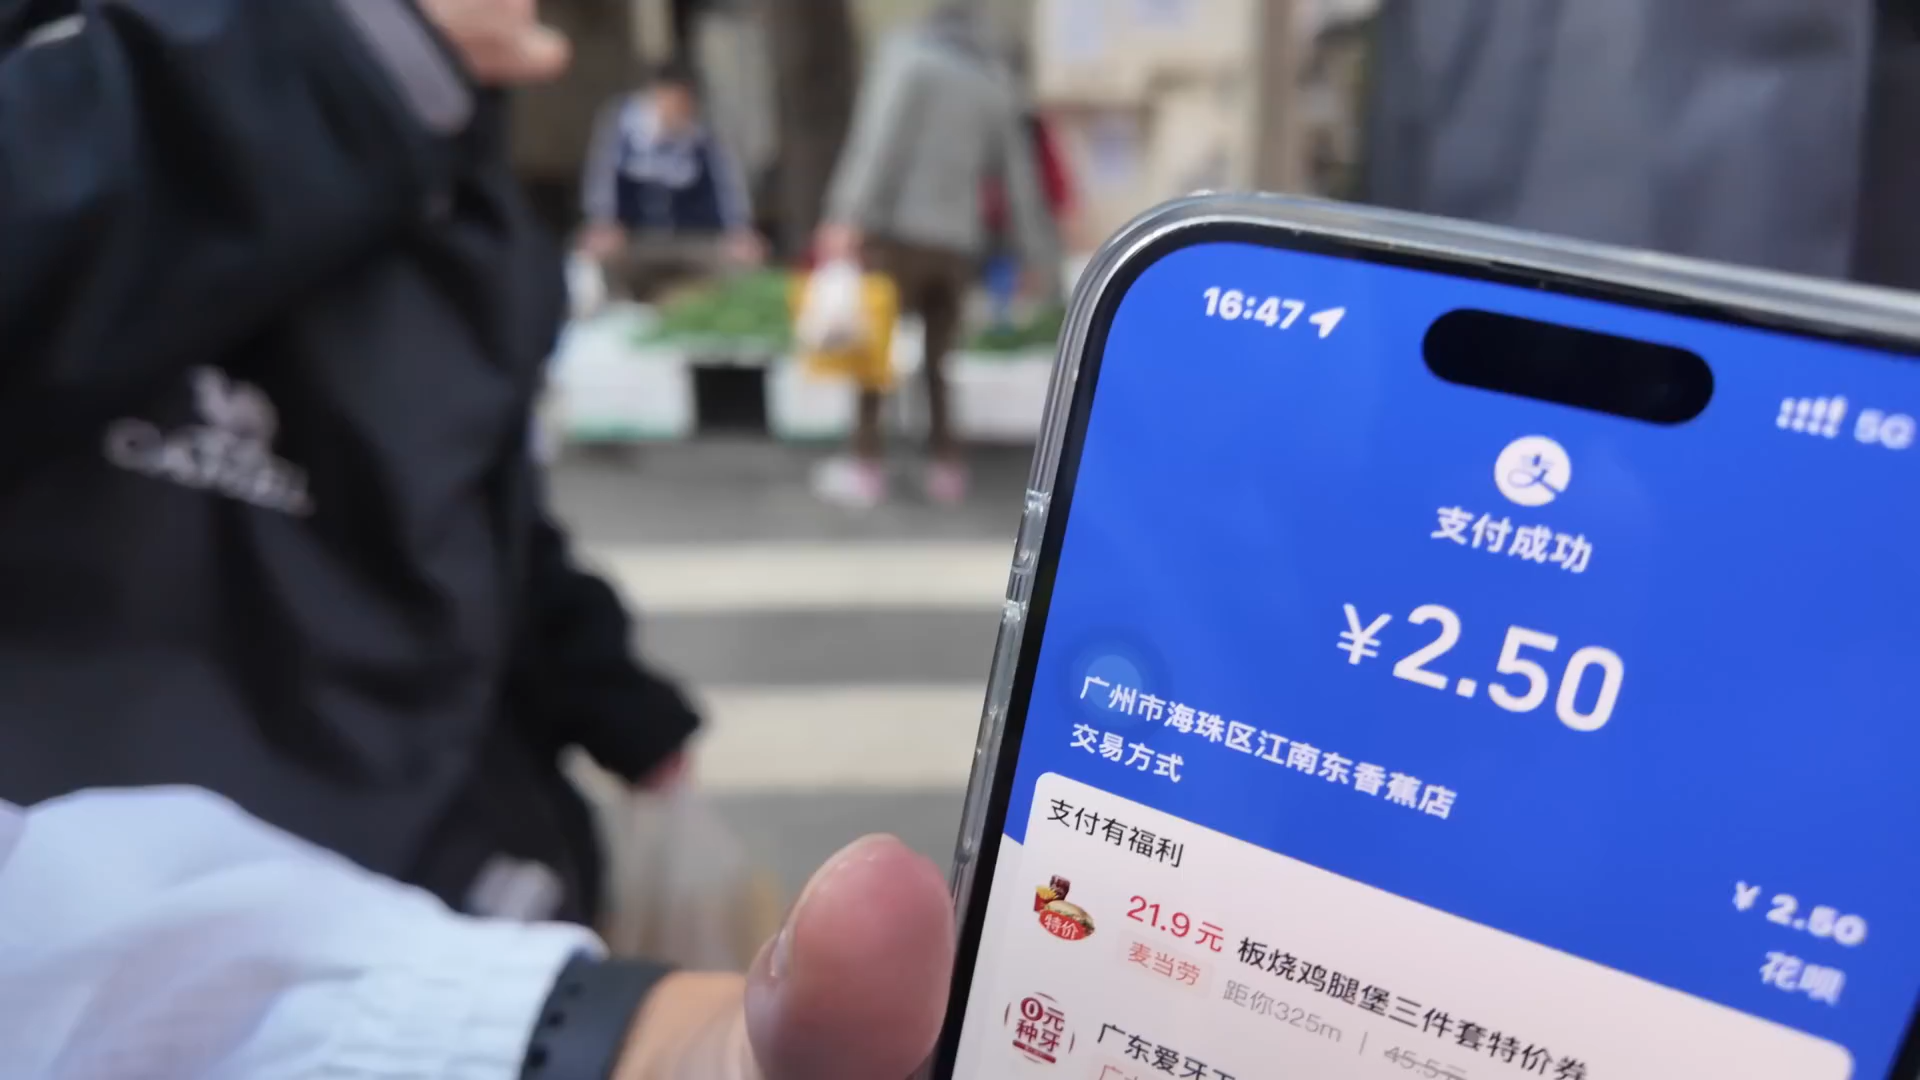 16:47
5G
支付成功
¥2.50
广州市海珠区江南东香蕉店
¥ 2.50
交易方式
花呗
支付有福利
特价
21.9元 板烧鸡腿堡三件套特价券
麦当劳 距你325m | 45.5元
0元
种牙
广东爱牙
CAMEL